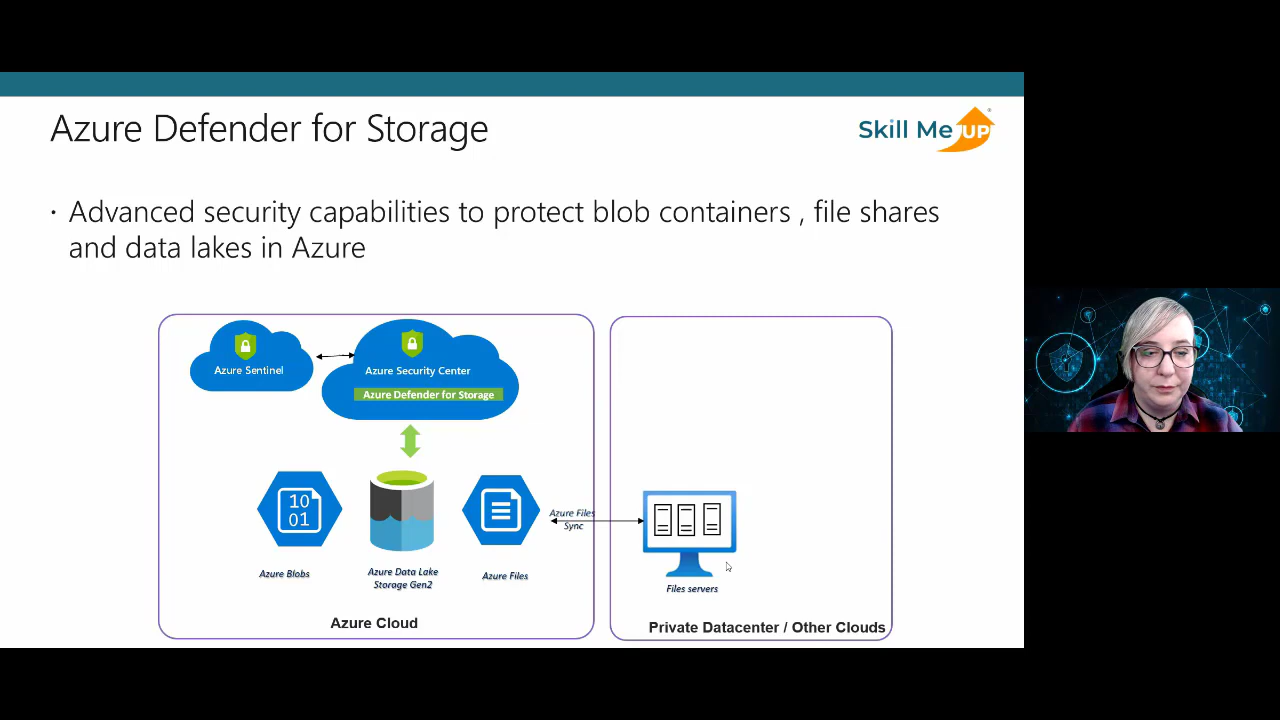 Azure Defender for Storage
Skill Me UP
· Advanced security capabilities to protect blob containers , file shares
and data lakes in Azure
Azure Sentinel
Azure Security Center
Azure Defender for Storage
10
01
Azure Files
Sync
Azure Blobs
Azure Data Lake
Storage Gen2
Azure Files
Files servers
Azure Cloud
Private Datacenter / Other Clouds